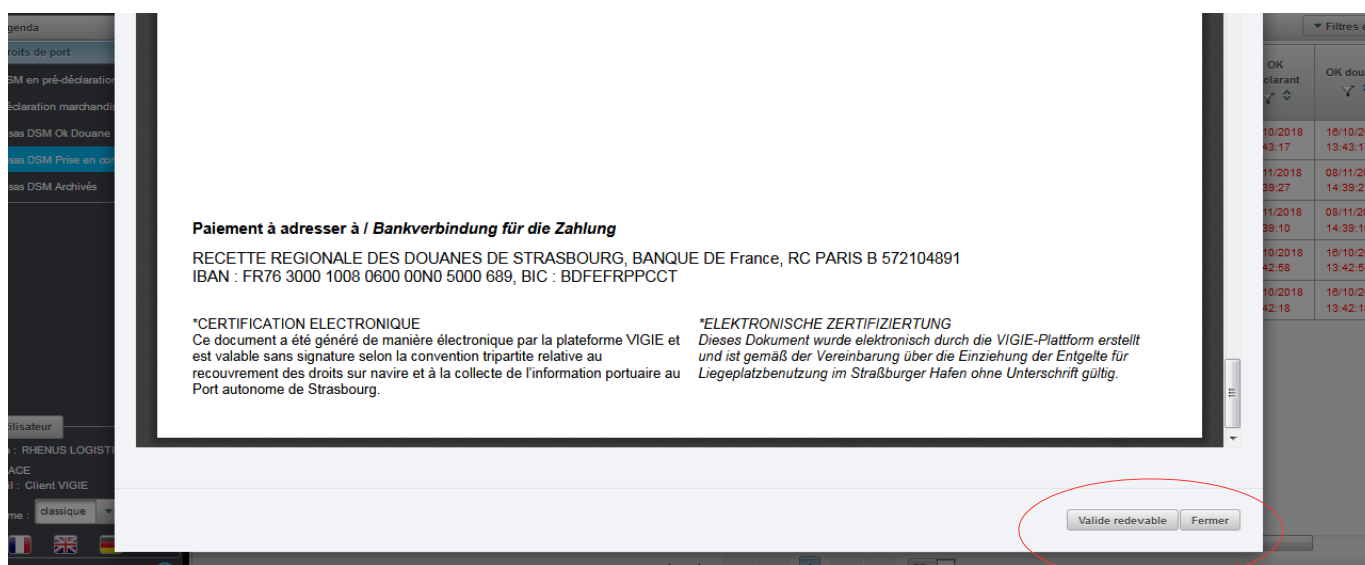 genda
Filtres e
roits de port
OK
clarant
OK dou
SM en pré-déclaration
éclaration marchandis
sas DSM Ok Douane
10/2018
43:17
16/10/2
13:43:1
sas DSM Prise en con
11/2018
39:27
08/11/20
14:39:2
sas DSM Archivés
11/2018
39:10
08/11/20
14:39:1
Paiement à adresser à / Bankverbindung für die Zahlung
RECETTE REGIONALE DES DOUANES DE STRASBOURG, BANQUE DE France, RC PARIS B 572104891
10/2018
42:58
16/10/2
13:42:5
IBAN : FR76 3000 1008 0600 00N0 5000 689, BIC : BDFEFRPPCCT
10/2018
42:18
16/10/2
13:42:1
*CERTIFICATION ELECTRONIQUE
Ce document a été généré de manière électronique par la plateforme VIGIE et
est valable sans signature selon la convention tripartite relative au
recouvrement des droits sur navire et à la collecte de l'information portuaire au
Port autonome de Strasbourg.
*ELEKTRONISCHE ZERTIFIZIERTUNG
Dieses Dokument wurde elektronisch durch die VIGIE-Plattform erstellt
und ist gemäß der Vereinbarung über die Einziehung der Entgelte für
Liegeplatzbenutzung im Straßburger Hafen ohne Unterschrift gültig.
tilisateur
: RHENUS LOGISTI
ACE
il : Client VIGIE
me : classique
Valide redevable
Fermer